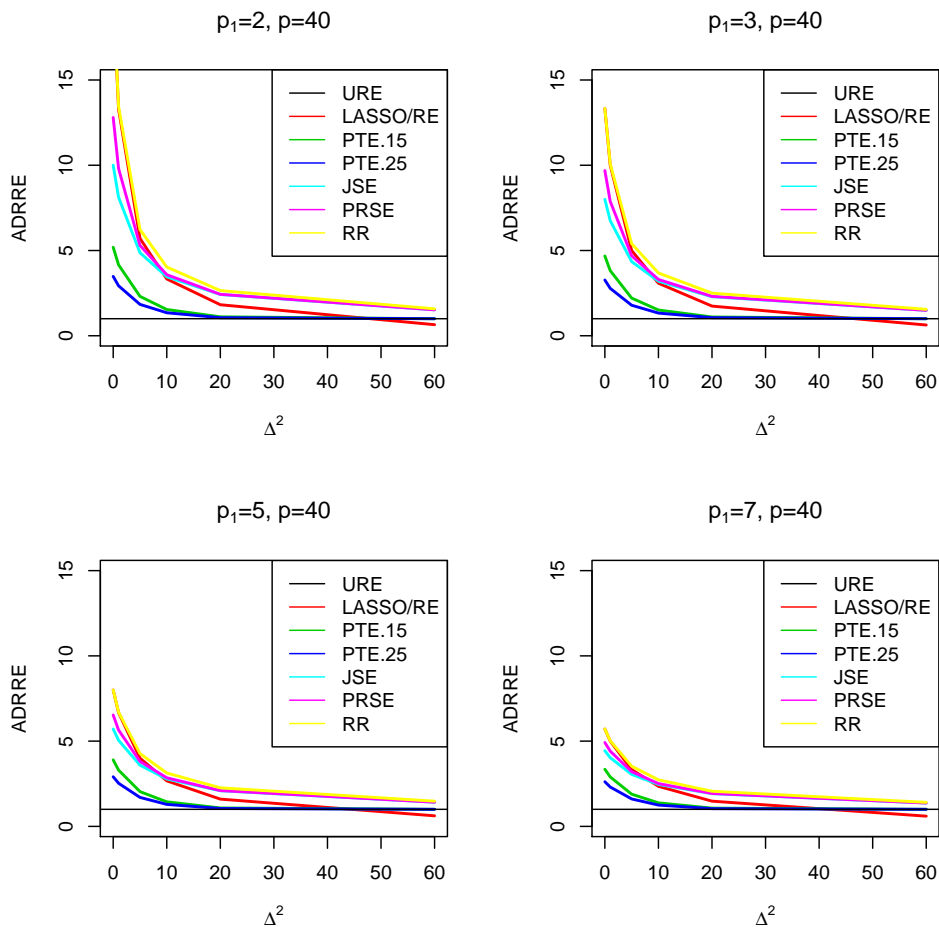 p₁=2, p=40
ADRRE
15
10
5
0
URE
LASSO/RE
PTE.15
PTE.25
JSE
PRSE
RR
0 10 20 30 40 50 60
Δ²
p₁=3, p=40
ADRRE
15
10
5
0
URE
LASSO/RE
PTE.15
PTE.25
JSE
PRSE
RR
0 10 20 30 40 50 60
Δ²
p₁=5, p=40
ADRRE
15
10
5
0
URE
LASSO/RE
PTE.15
PTE.25
JSE
PRSE
RR
0 10 20 30 40 50 60
Δ²
p₁=7, p=40
ADRRE
15
10
5
0
URE
LASSO/RE
PTE.15
PTE.25
JSE
PRSE
RR
0 10 20 30 40 50 60
Δ²